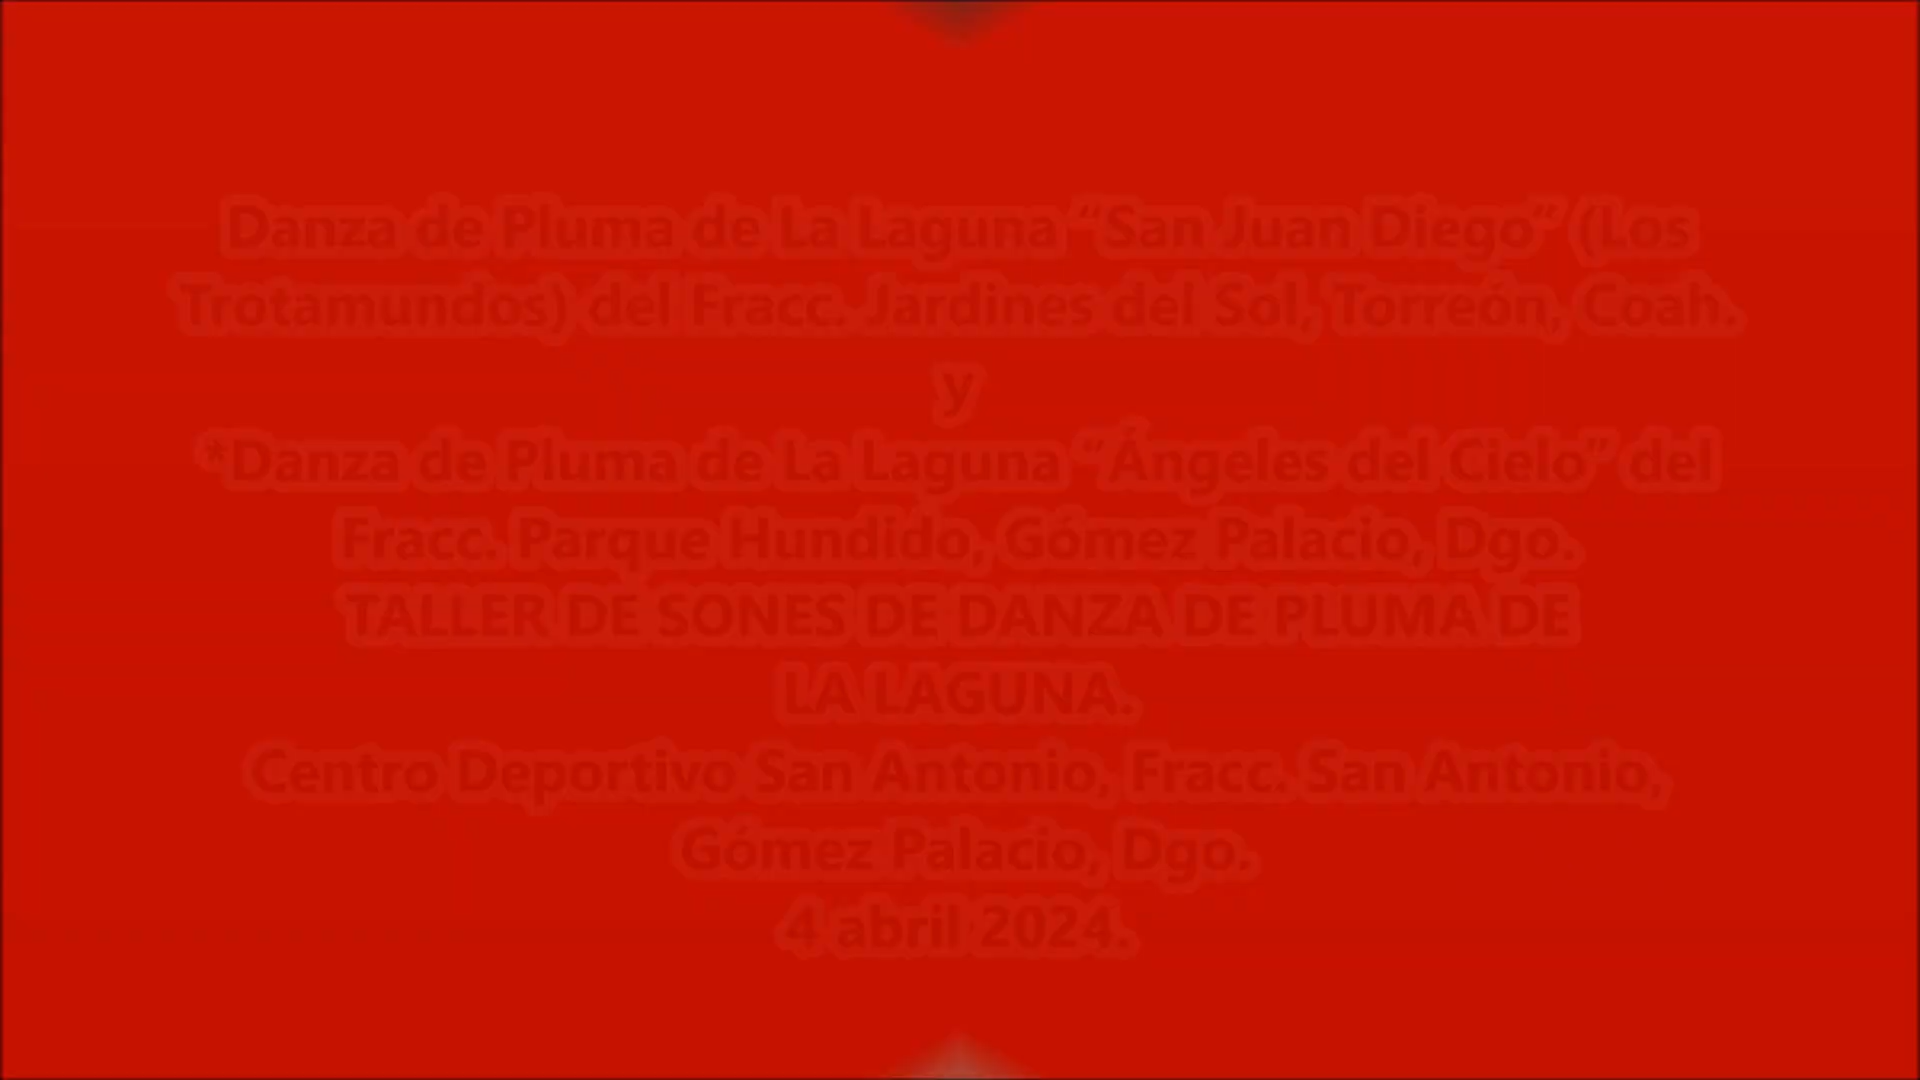 Danza de Pluma de La Laguna “San Juan Diego” (Los
Trotamundos) del Fracc. Jardines del Sol, Torreón, Coah.
y
*Danza de Pluma de La Laguna “Ángeles del Cielo” del
Fracc. Parque Hundido, Gómez Palacio, Dgo.
TALLER DE SONES DE DANZA DE PLUMA DE
LA LAGUNA.
Centro Deportivo San Antonio, Fracc. San Antonio,
Gómez Palacio, Dgo.
4 abril 2024.